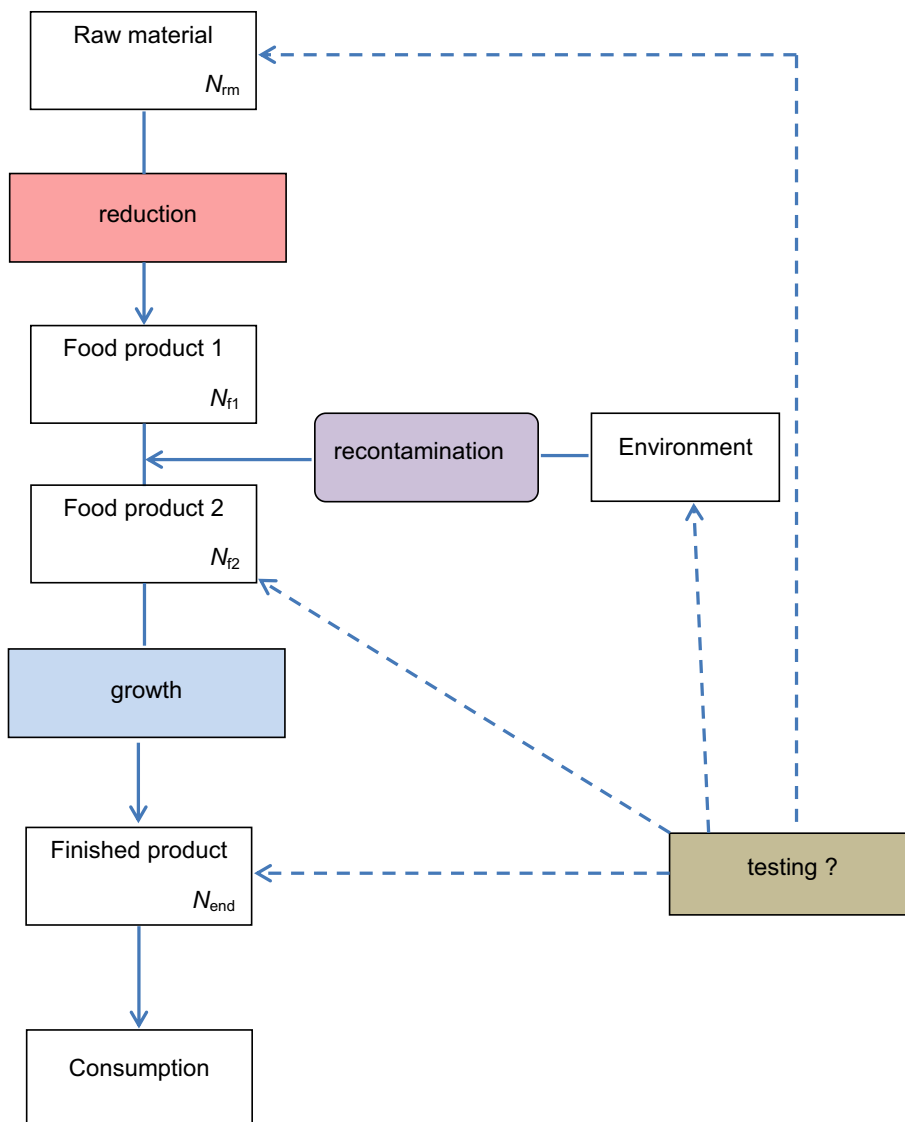 Raw material
Nrm
reduction
Food product 1
Nf1
recontamination
Environment
Food product 2
Nf2
growth
Finished product
Nend
testing ?
Consumption